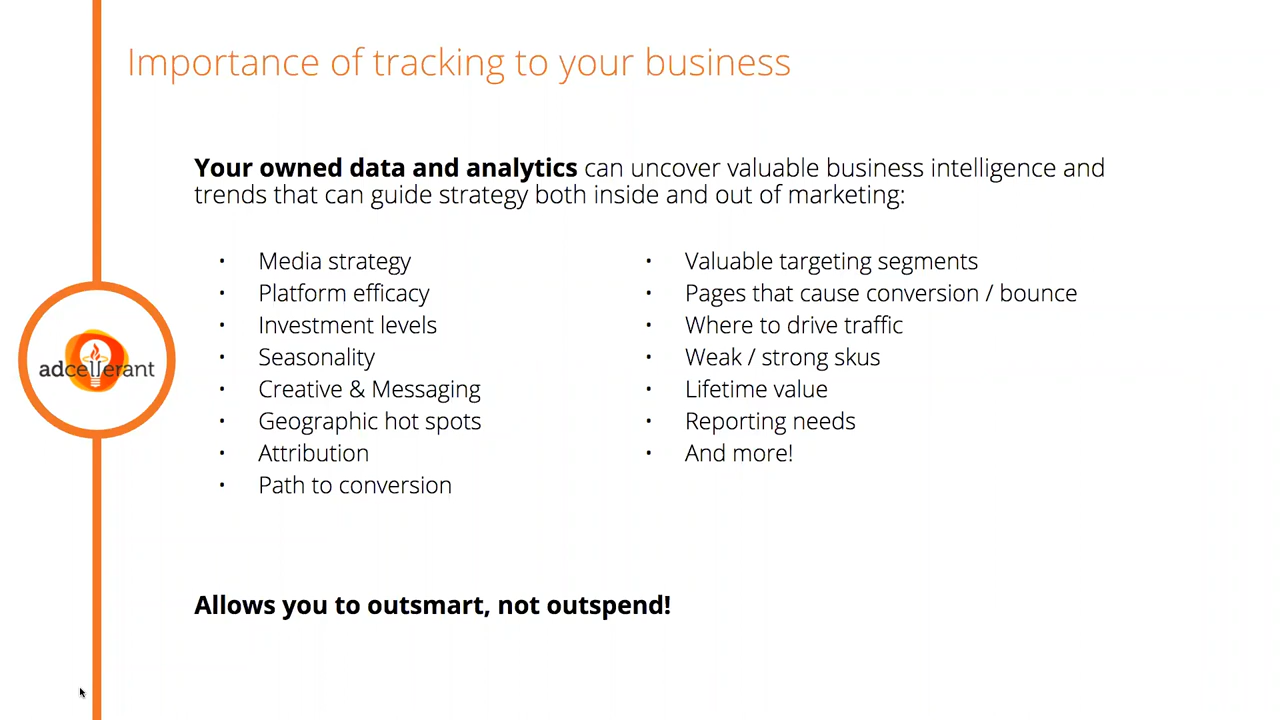 Importance of tracking to your business
Your owned data and analytics can uncover valuable business intelligence and
trends that can guide strategy both inside and out of marketing:
• Media strategy
• Platform efficacy
• Investment levels
• Seasonality
• Creative & Messaging
• Geographic hot spots
• Attribution
• Path to conversion
• Valuable targeting segments
• Pages that cause conversion / bounce
• Where to drive traffic
• Weak / strong skus
• Lifetime value
• Reporting needs
• And more!
adcellerant
Allows you to outsmart, not outspend!